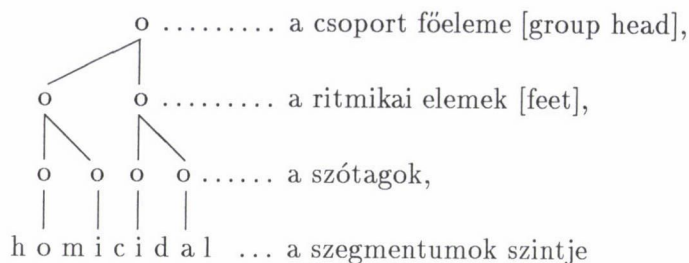 o ......... a csoport főeleme [group head],
o o ......... a ritmikai elemek [feet],
o o o o ...... a szótagok,
h o m i c i d a l ... a szegmentumok szintje